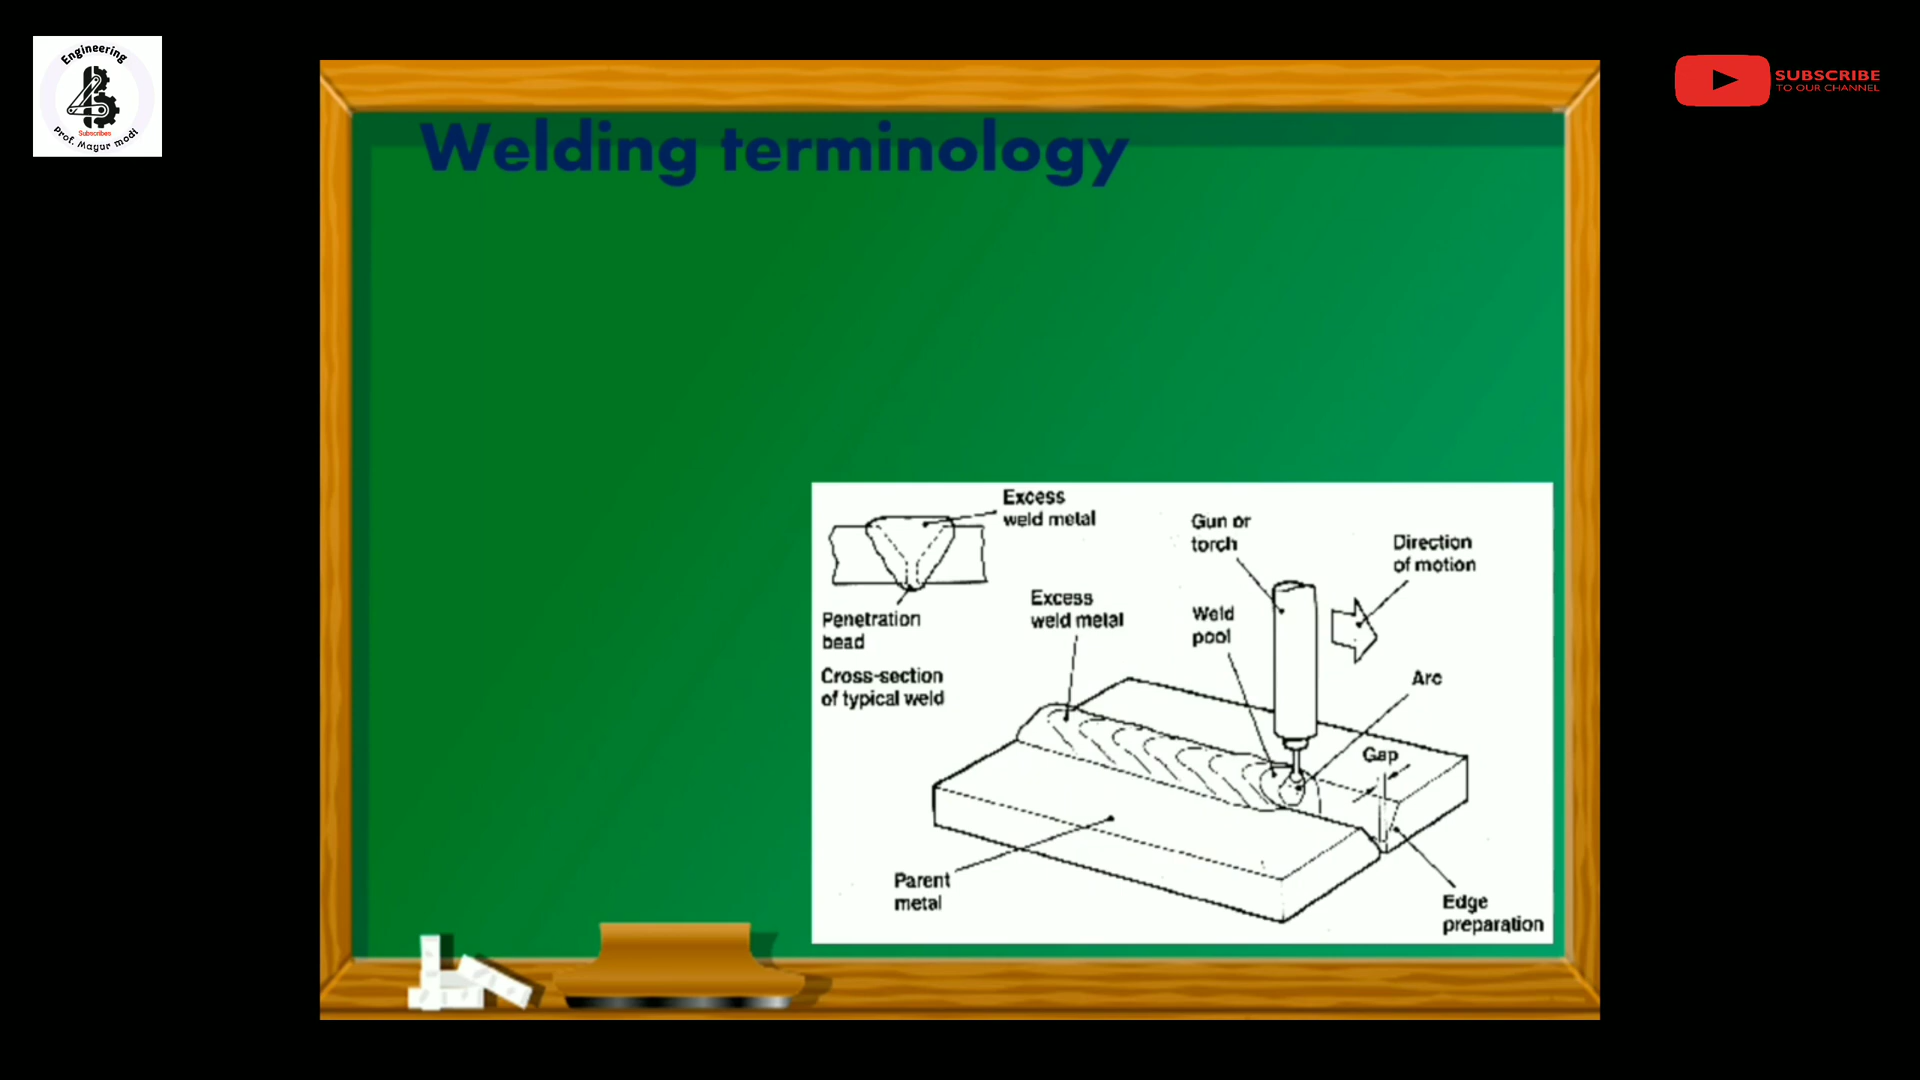 Engineering
Subscribes
Prof. Mayur modi
SUBSCRIBE
TO OUR CHANNEL
Welding terminology
Excess
weld metal
Penetration
bead
Cross-section
of typical weld
Excess
weld metal
Gun or
torch
Weld
pool
Direction
of motion
Arc
Gap
Parent
metal
Edge
preparation